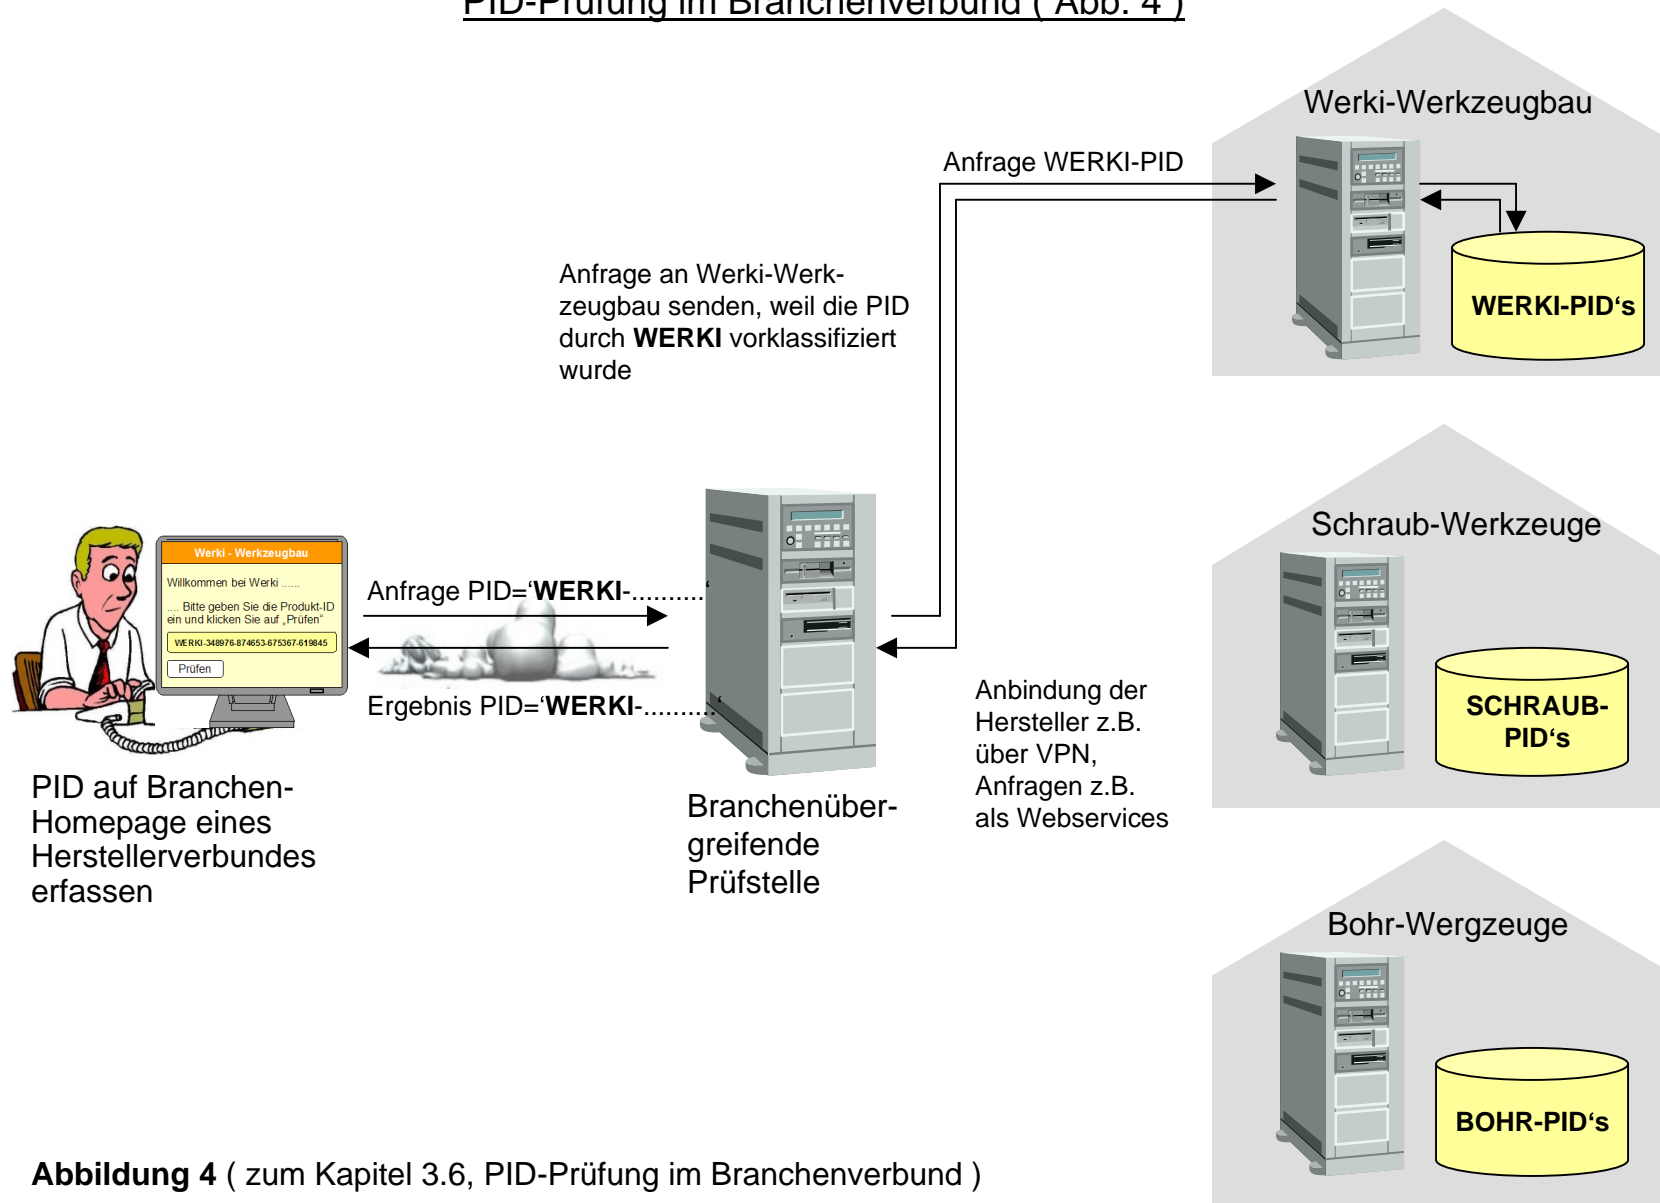 PID-Prüfung im Branchenverbund ( Abb. 4 )
Werki-Werkzeugbau
Anfrage WERKI-PID
WERKI-PID‘s
Anfrage an Werki-Werk-
zeugbau senden, weil die PID
durch WERKI vorklassifiziert
wurde
Schraub-Werkzeuge
SCHRAUB-
PID‘s
Werki - Werkzeugbau
Willkommen bei Werki ......
.... Bitte geben Sie die Produkt-ID
ein und klicken Sie auf „Prüfen“
WERKI-348976-874653-675367-619845
Prüfen
Anfrage PID=‘WERKI-..........‘
Ergebnis PID=‘WERKI-..........‘
PID auf Branchen-
Homepage eines
Herstellerverbundes
erfassen
Branchenüber-
greifende
Prüfstelle
Anbindung der
Hersteller z.B.
über VPN,
Anfragen z.B.
als Webservices
Bohr-Wergzeuge
BOHR-PID‘s
Abbildung 4 ( zum Kapitel 3.6, PID-Prüfung im Branchenverbund )